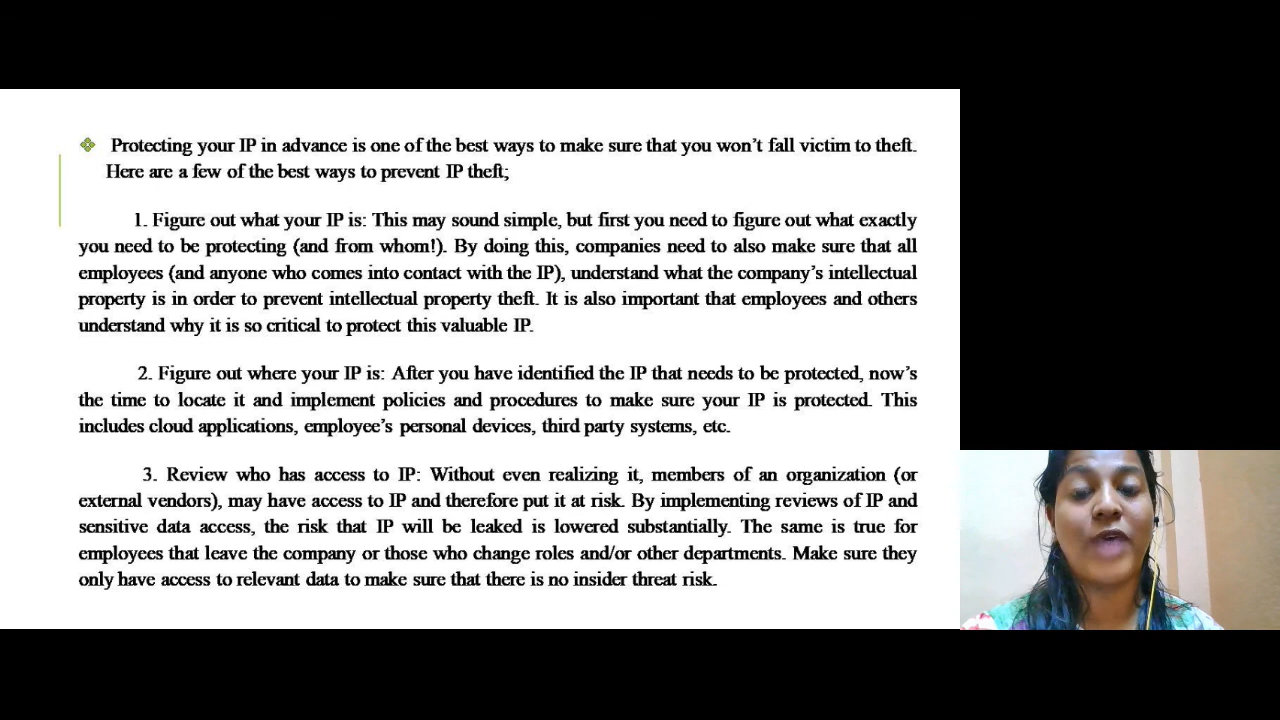 Protecting your IP in advance is one of the best ways to make sure that you won't fall victim to theft.
Here are a few of the best ways to prevent IP theft;
1. Figure out what your IP is: This may sound simple, but first you need to figure out what exactly
you need to be protecting (and from whom!). By doing this, companies need to also make sure that all
employees (and anyone who comes into contact with the IP), understand what the company's intellectual
property is in order to prevent intellectual property theft. It is also important that employees and others
understand why it is so critical to protect this valuable IP.
2. Figure out where your IP is: After you have identified the IP that needs to be protected, now's
the time to locate it and implement policies and procedures to make sure your IP is protected. This
includes cloud applications, employee's personal devices, third party systems, etc.
3. Review who has access to IP: Without even realizing it, members of an organization (or
external vendors), may have access to IP and therefore put it at risk. By implementing reviews of IP and
sensitive data access, the risk that IP will be leaked is lowered substantially. The same is true for
employees that leave the company or those who change roles and/or other departments. Make sure they
only have access to relevant data to make sure that there is no insider threat risk.